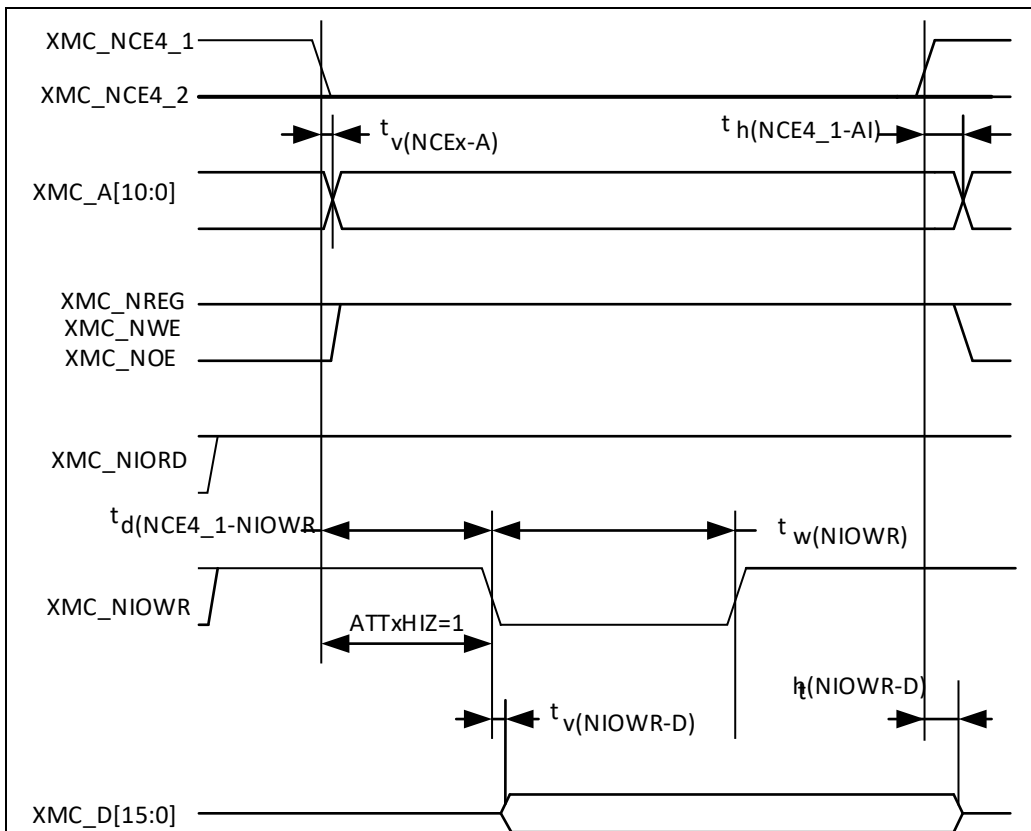 XMC_NCE4_1
XMC_NCE4_2
t v(NCEx-A)
t h(NCE4_1-AI)
XMC_A[10:0]
XMC_NREG
XMC_NWE
XMC_NOE
XMC_NIORD
t d(NCE4_1-NIOWR
t w(NIOWR)
XMC_NIOWR
ATTxHIZ=1
t h(NIOWR-D)
t v(NIOWR-D)
XMC_D[15:0]